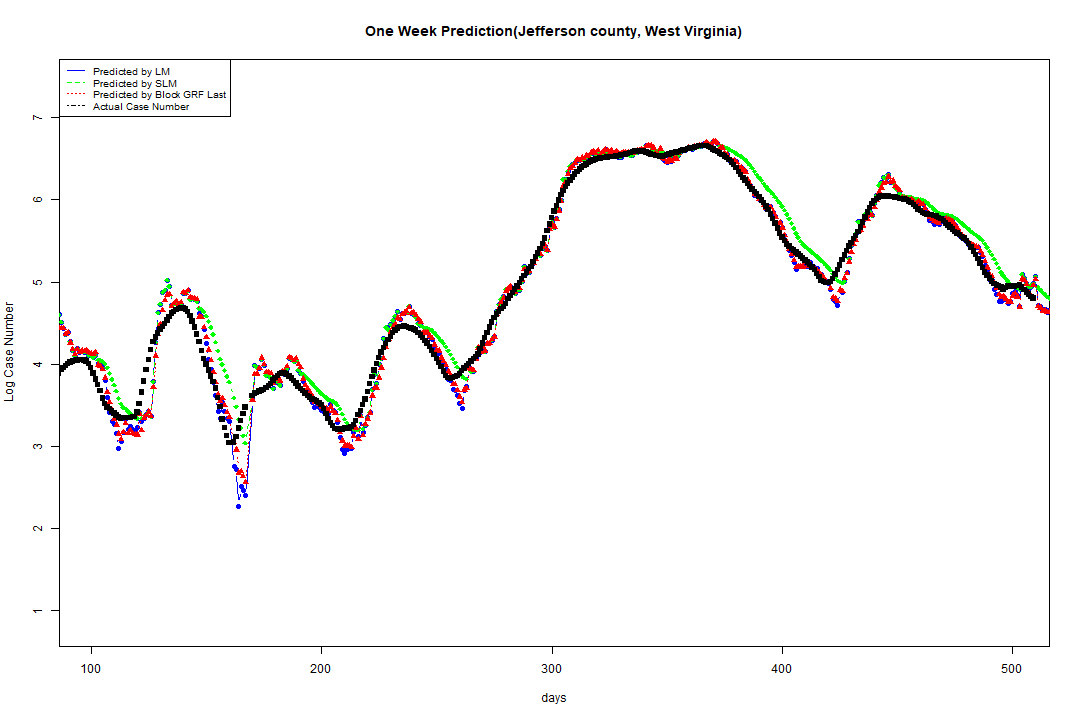 One Week Prediction(Jefferson county, West Virginia)
Predicted by LM
Predicted by SLM
Predicted by Block GRF Last
Actual Case Number
7
6
5
4
3
2
1
Log Case Number
100 200 300 400 500
days